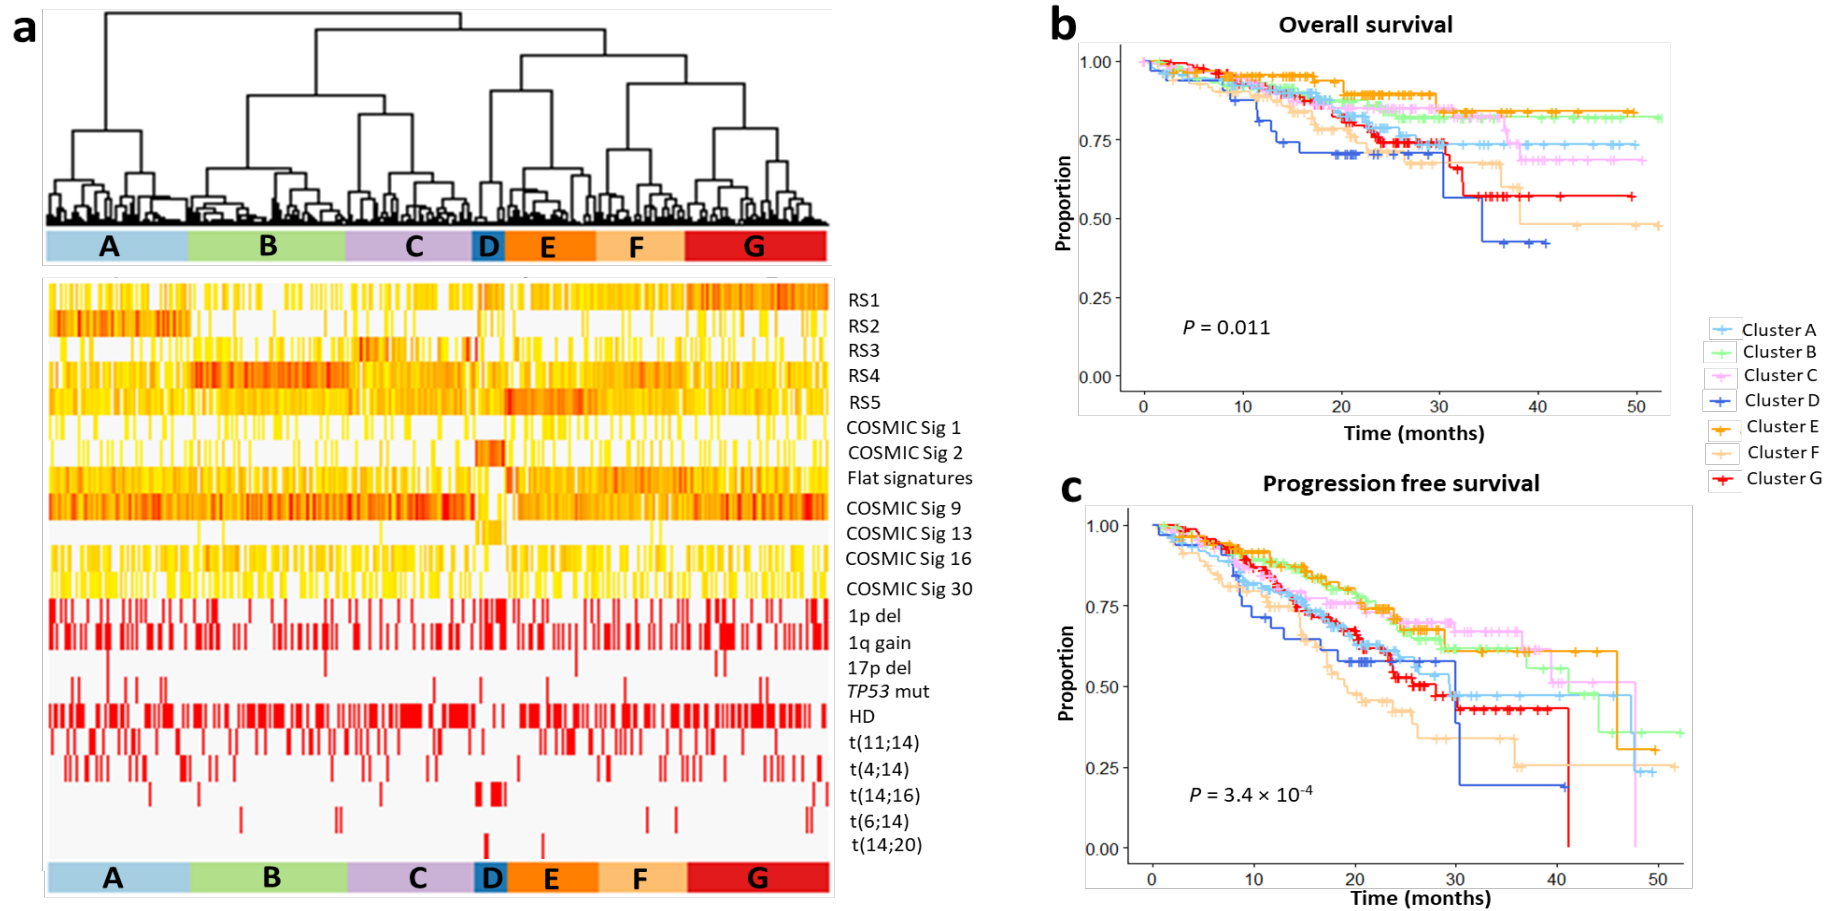 a
A B C D E F G
RS1
RS2
RS3
RS4
RS5
COSMIC Sig 1
COSMIC Sig 2
Flat signatures
COSMIC Sig 9
COSMIC Sig 13
COSMIC Sig 16
COSMIC Sig 30
1p del
1q gain
17p del
TP53 mut
HD
t(11;14)
t(4;14)
t(14;16)
t(6;14)
t(14;20)
A B C D E F G
b
Overall survival
Proportion
1.00
0.75
0.50
0.25
0.00
P = 0.011
0 10 20 30 40 50
Time (months)
Cluster A
Cluster B
Cluster C
Cluster D
Cluster E
Cluster F
Cluster G
c
Progression free survival
Proportion
1.00
0.75
0.50
0.25
0.00
P = 3.4 × 10-4
0 10 20 30 40 50
Time (months)